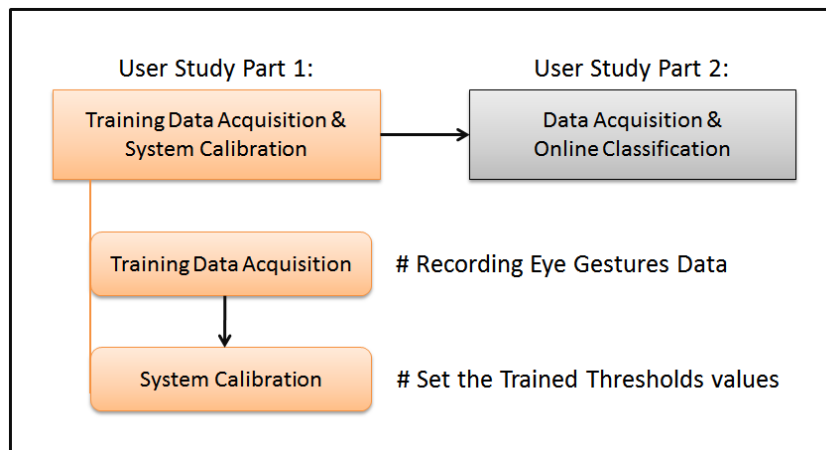 User Study Part 1:
Training Data Acquisition &
System Calibration
User Study Part 2:
Data Acquisition &
Online Classification
Training Data Acquisition
# Recording Eye Gestures Data
System Calibration
# Set the Trained Thresholds values